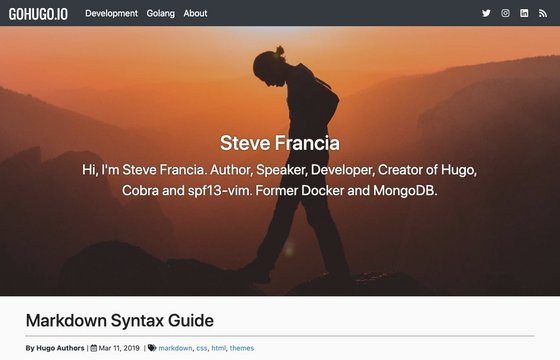 GOHUGO.IO Development Golang About
Steve Francia
Hi, I'm Steve Francia. Author, Speaker, Developer, Creator of Hugo,
Cobra and spf13-vim. Former Docker and MongoDB.
Markdown Syntax Guide
By Hugo Authors | Mar 11, 2019 | markdown, css, html, themes